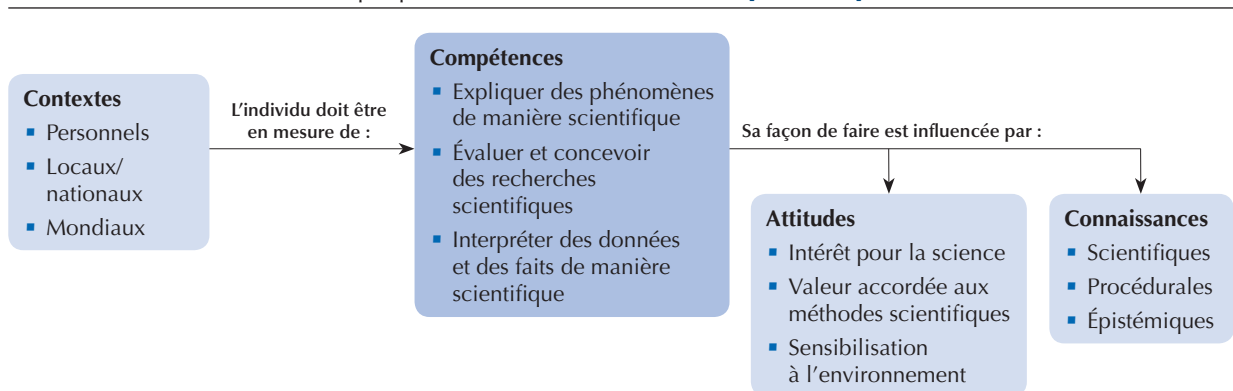 Contextes
▪ Personnels
▪ Locaux/
nationaux
▪ Mondiaux
L'individu doit être
en mesure de :
Compétences
▪ Expliquer des phénomènes
de manière scientifique
▪ Évaluer et concevoir
des recherches
scientifiques
▪ Interpréter des données
et des faits de manière
scientifique
Sa façon de faire est influencée par :
Attitudes
▪ Intérêt pour la science
▪ Valeur accordée aux
méthodes scientifiques
▪ Sensibilisation
à l'environnement
Connaissances
▪ Scientifiques
▪ Procédurales
▪ Épistémiques